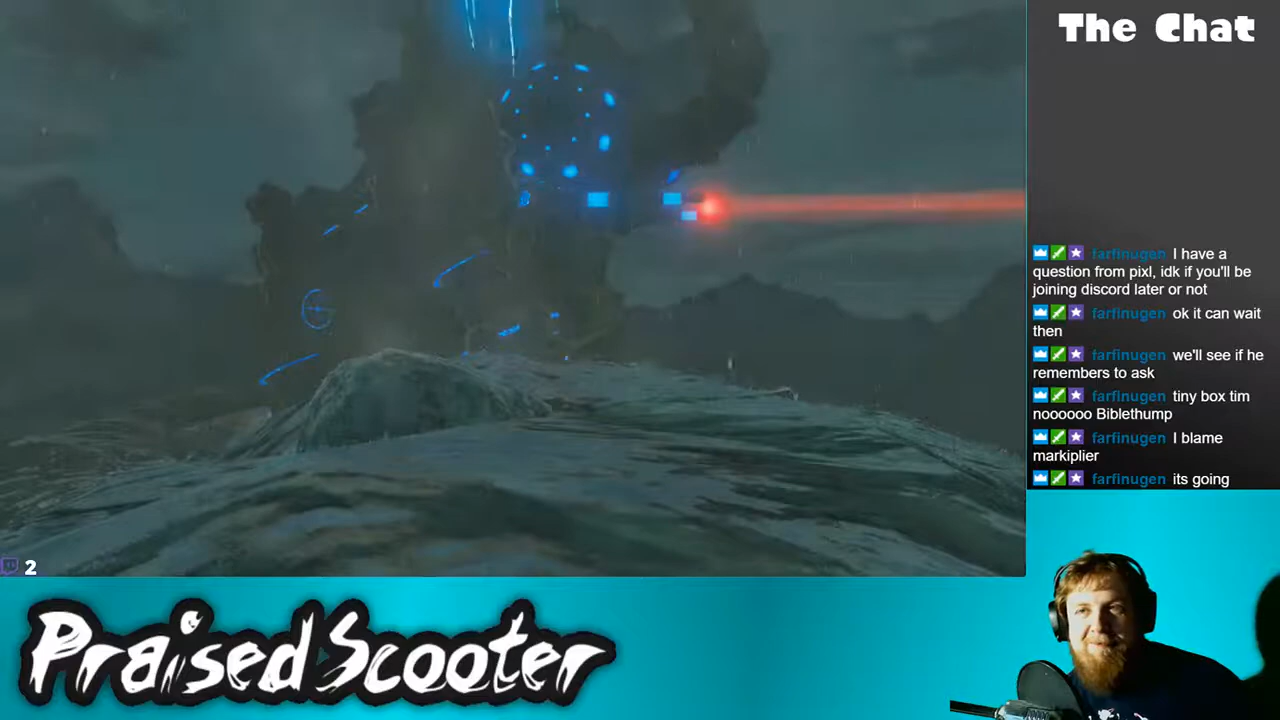 The Chat
farfinugen I have a
question from pixl, idk if you'll be
joining discord later or not
farfinugen ok it can wait
then
farfinugen we'll see if he
remembers to ask
farfinugen tiny box tim
noooooo Biblethump
farfinugen I blame
markiplier
farfinugen its going
2
PraisedScooter